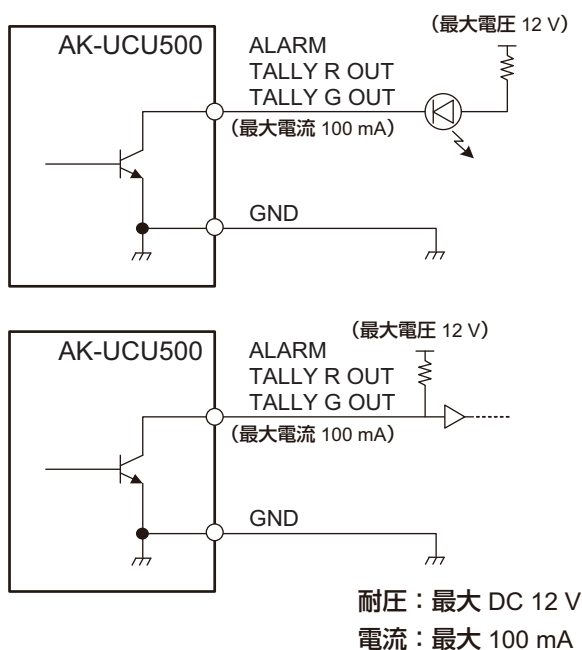 （最大電圧 12 V）
AK-UCU500
ALARM
TALLY R OUT
TALLY G OUT
（最大電流 100 mA）
GND
（最大電圧 12 V）
AK-UCU500
ALARM
TALLY R OUT
TALLY G OUT
（最大電流 100 mA）
GND
耐圧：最大 DC 12 V
電流：最大 100 mA